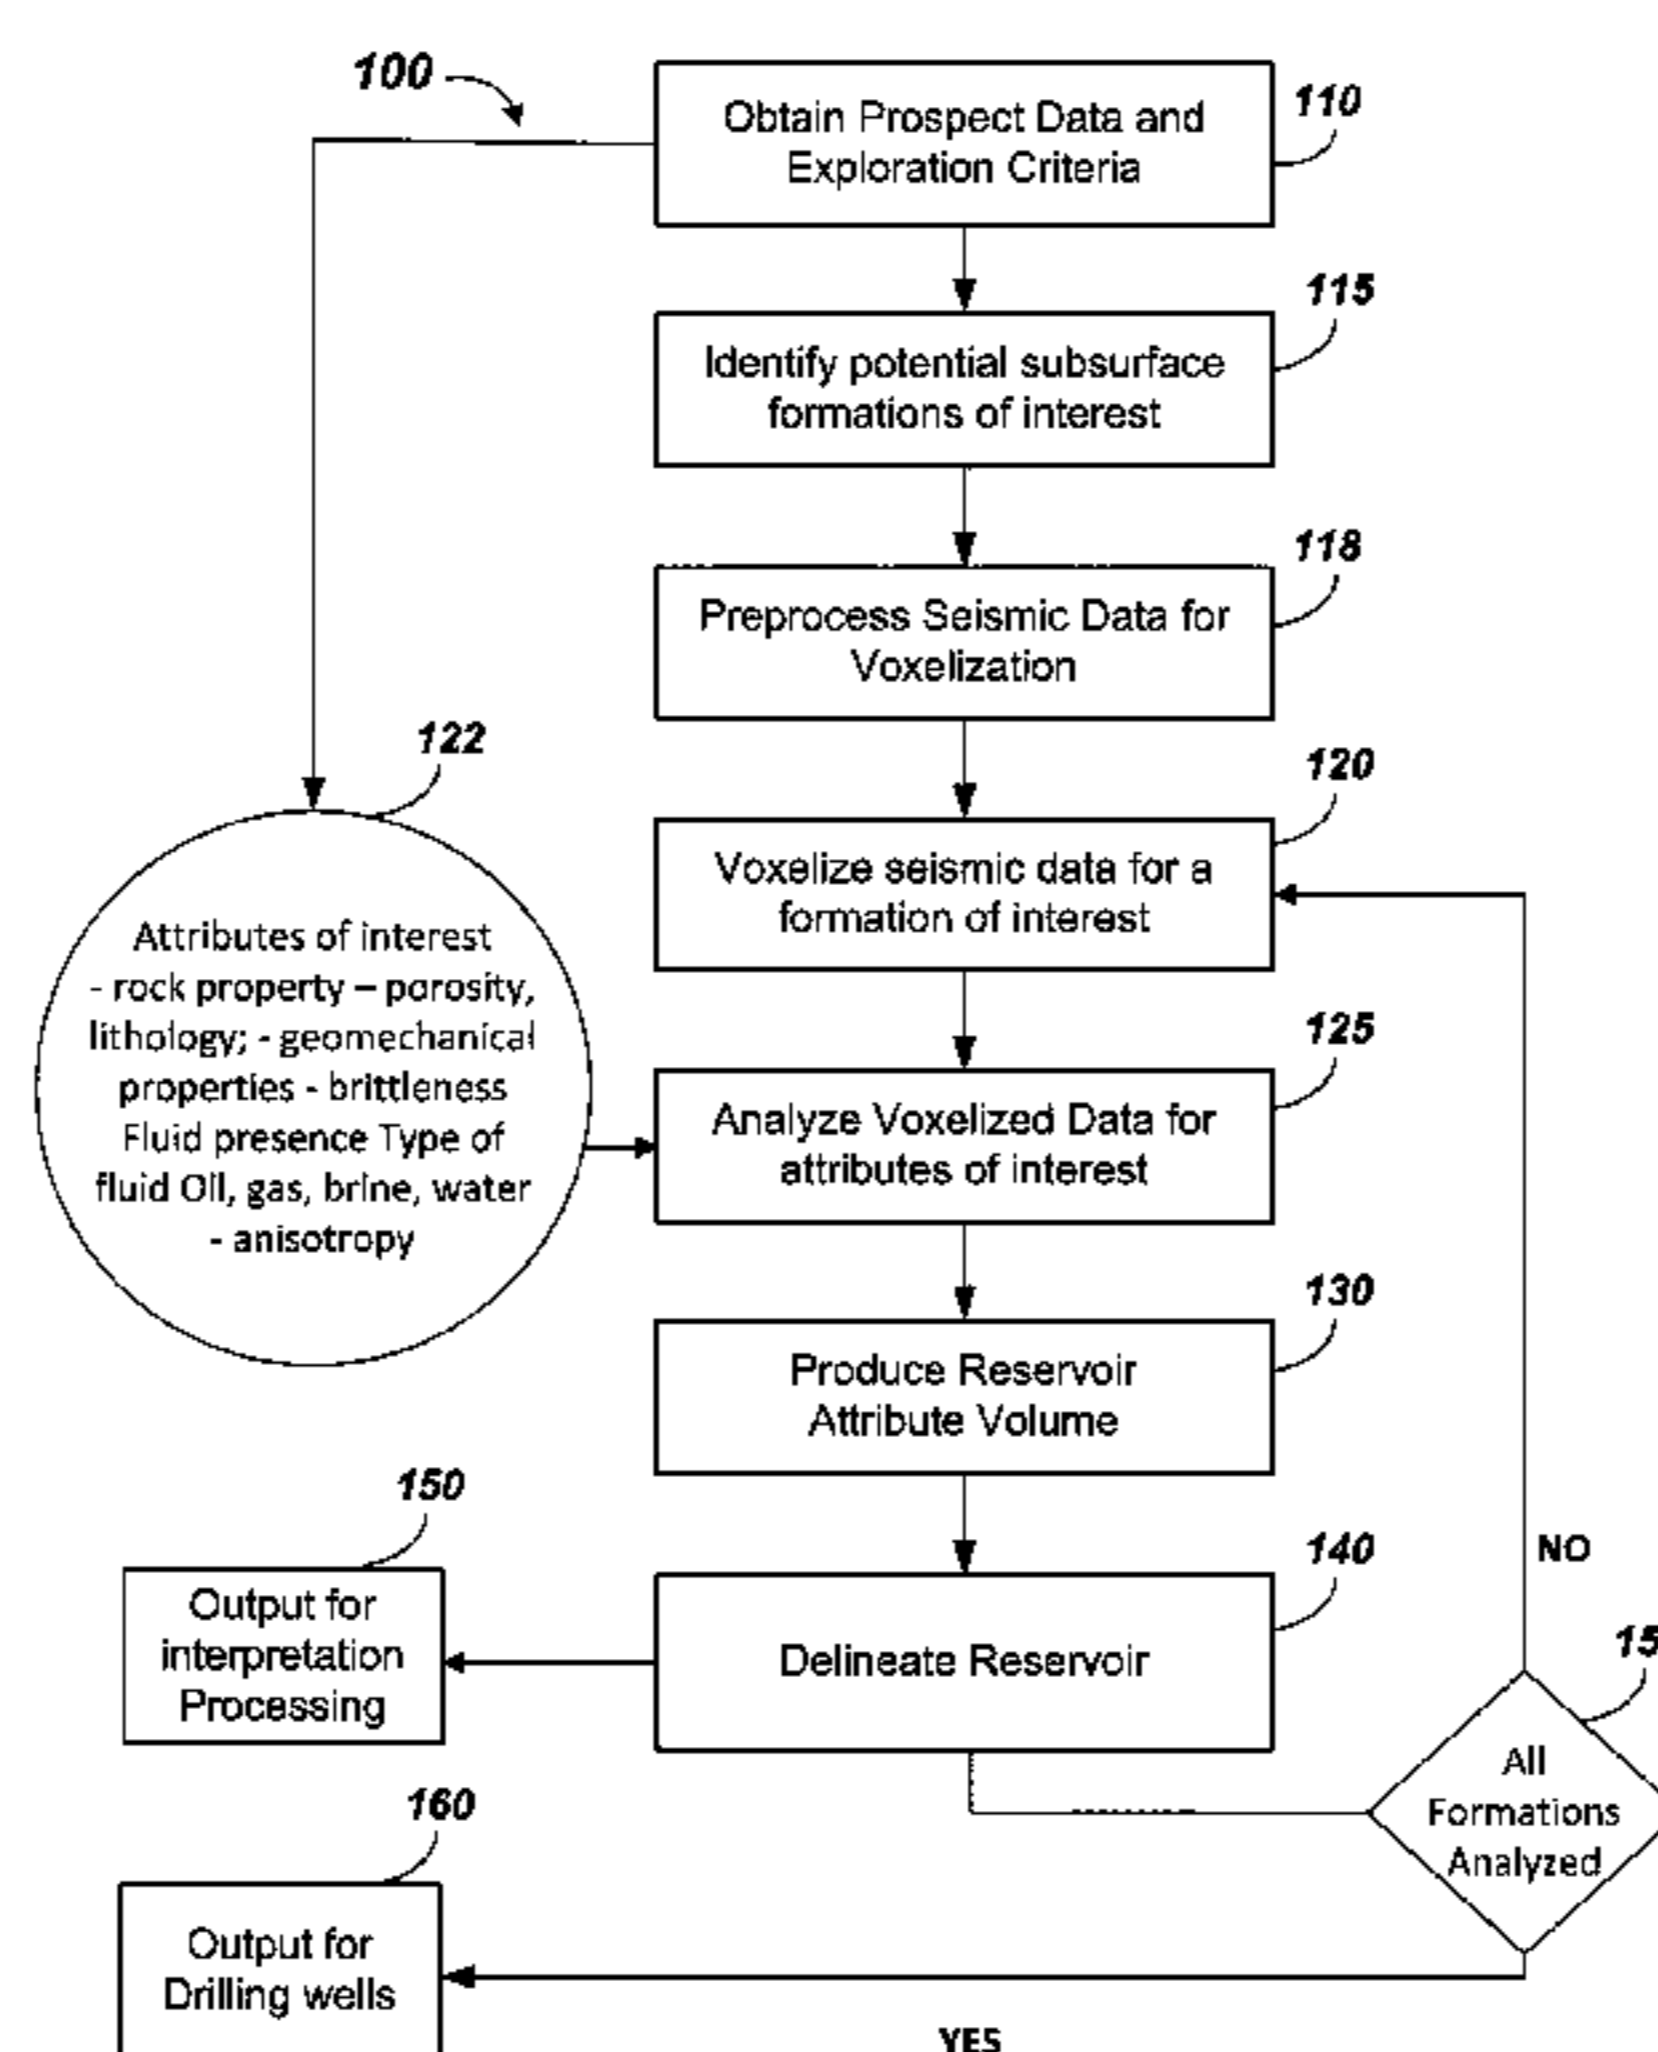 100
Obtain Prospect Data and
Exploration Criteria
110
Identify potential subsurface
formations of interest
115
Preprocess Seismic Data for
Voxelization
118
122
Attributes of interest
- rock property – porosity,
lithology; - geomechanical
properties - brittleness
Fluid presence Type of
fluid Oil, gas, brine, water
- anisotropy
Voxelize seismic data for a
formation of interest
120
Analyze Voxelized Data for
attributes of interest
125
Produce Reservoir
Attribute Volume
130
150
Output for
interpretation
Processing
Delineate Reservoir
140
NO
All
Formations
Analyzed
160
Output for
Drilling wells
YES